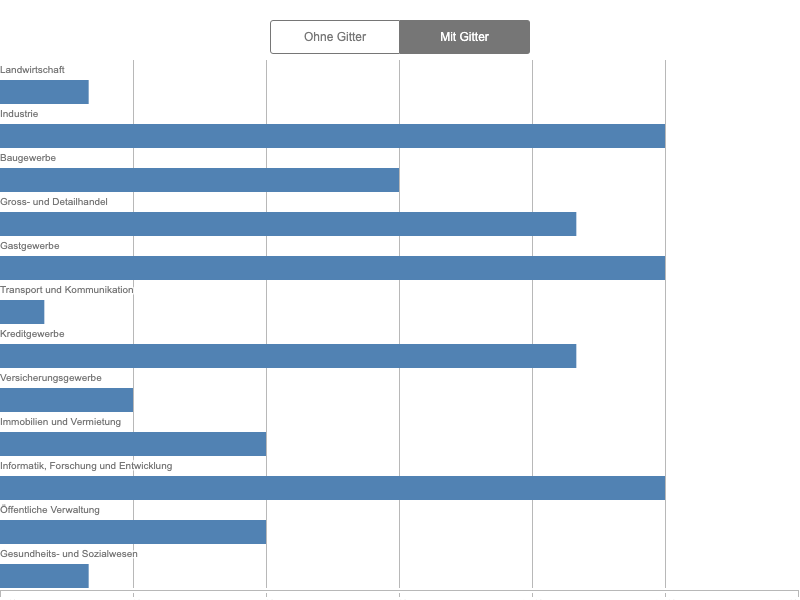 Ohne Gitter
Mit Gitter
Landwirtschaft
Industrie
Baugewerbe
Gross- und Detailhandel
Gastgewerbe
Transport und Kommunikation
Kreditgewerbe
Versicherungsgewerbe
Immobilien und Vermietung
Informatik, Forschung und Entwicklung
Öffentliche Verwaltung
Gesundheits- und Sozialwesen